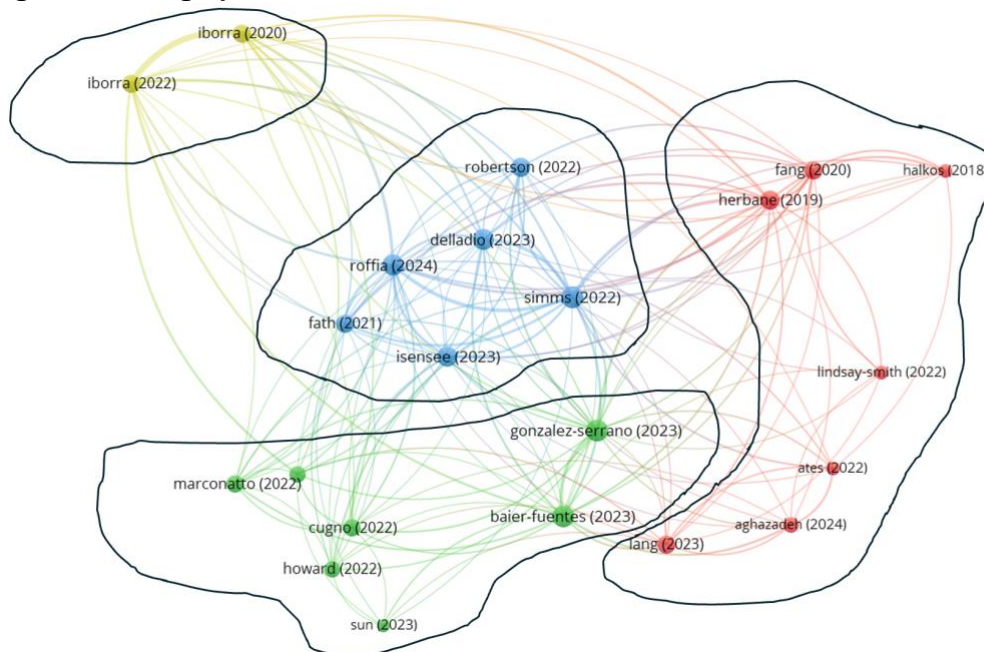 iborra (2020)
iborra (2022)
robertson (2022)
fang (2020)
halkos (2018
herbane (2019)
delladio (2023)
roffia (2024)
simms (2022)
fath (2021)
isensee (2023)
lindsay-smith (2022)
gonzalez-serrano (2023)
ates (2022)
marconatto (2022)
baier-fuentes (2023)
aghazadeh (2024)
cugno (2022)
lang (2023)
howard (2022)
sun (2023)